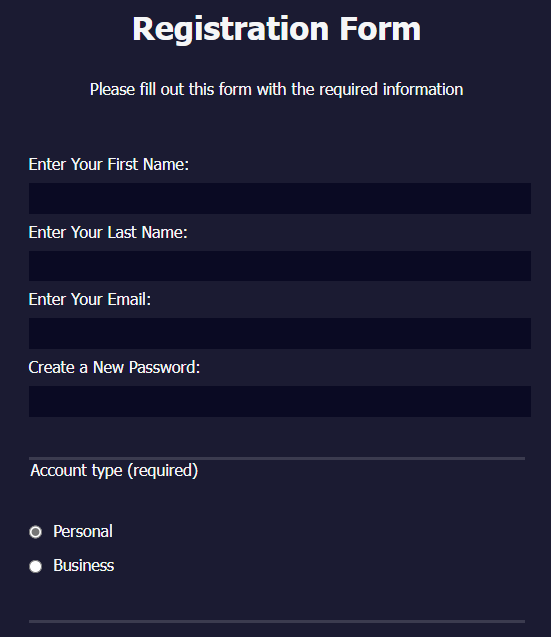 Registration Form
Please fill out this form with the required information
Enter Your First Name:
Enter Your Last Name:
Enter Your Email:
Create a New Password:
Account type (required)
Personal
Business